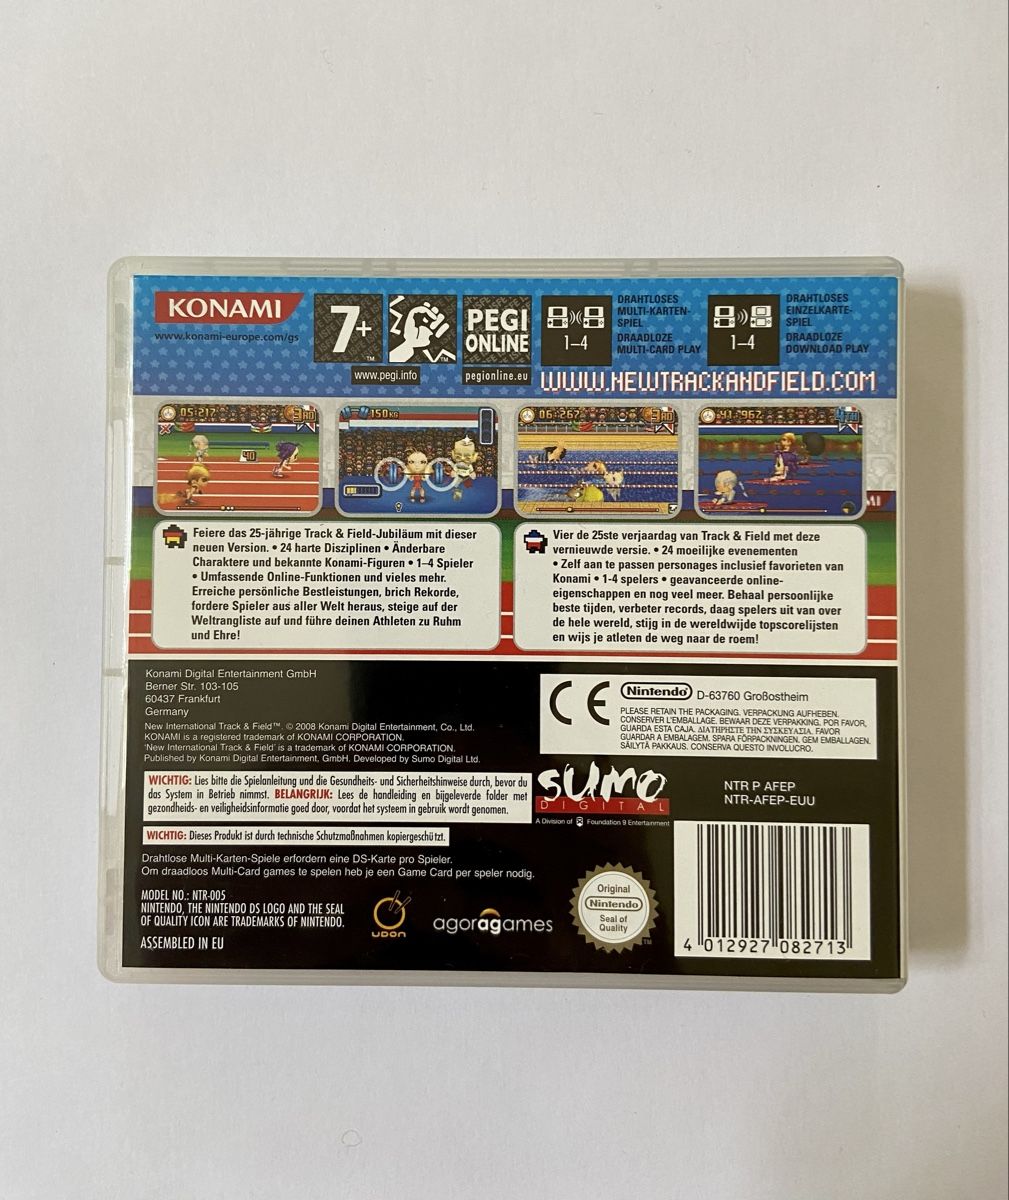 KONAMI
www.konami-europe.com/gs
7+
TM
www.pegi.info
PEGI
ONLINE
pegionline.eu
1–4
DRAHTLOSES
MULTI-KARTEN-
SPIEL
DRAADLOZE
MULTI-CARD PLAY
1–4
DRAHTLOSES
EINZELKARTE-
SPIEL
DRAADLOZE
DOWNLOAD PLAY
WWW.NEWTRACKANDFIELD.COM
05:217
3RD
40
150KG
06:267
3RD
41:967
4TH
Feiere das 25-jährige Track & Field-Jubiläum mit dieser
neuen Version. • 24 harte Disziplinen • Änderbare
Charaktere und bekannte Konami-Figuren • 1–4 Spieler
• Umfassende Online-Funktionen und vieles mehr.
Erreiche persönliche Bestleistungen, brich Rekorde,
fordere Spieler aus aller Welt heraus, steige auf der
Weltrangliste auf und führe deinen Athleten zu Ruhm
und Ehre!
Vier de 25ste verjaardag van Track & Field met deze
vernieuwde versie. • 24 moeilijke evenementen
• Zelf aan te passen personages inclusief favorieten van
Konami • 1-4 spelers • geavanceerde online-
eigenschappen en nog veel meer. Behaal persoonlijke
beste tijden, verbeter records, daag spelers uit van over
de hele wereld, stijg in de wereldwijde topscorelijsten
en wijs je atleten de weg naar de roem!
Konami Digital Entertainment GmbH
Berner Str. 103-105
60437 Frankfurt
Germany
New International Track & Field™. © 2008 Konami Digital Entertainment, Co., Ltd.
KONAMI is a registered trademark of KONAMI CORPORATION.
'New International Track & Field' is a trademark of KONAMI CORPORATION.
Published by Konami Digital Entertainment, GmbH. Developed by Sumo Digital Ltd.
CE
Nintendo D-63760 Großostheim
PLEASE RETAIN THE PACKAGING. VERPACKUNG AUFHEBEN.
CONSERVER L'EMBALLAGE. BEWAAR DEZE VERPAKKING. POR FAVOR,
GUARDA ESTA CAJA. ΔΙΑΤΗΡΗΣΤΕ ΤΗΝ ΣΥΣΚΕΥΑΣΙΑ. FAVOR
GUARDAR A EMBALAGEM. SPARA FÖRPACKNINGEN. GEM EMBALLAGEN.
SÄILYTÄ PAKKAUS. CONSERVA QUESTO INVOLUCRO.
WICHTIG: Lies bitte die Spielanleitung und die Gesundheits- und Sicherheitshinweise durch, bevor du
das System in Betrieb nimmst. BELANGRIJK: Lees de handleiding en bijgeleverde folder met
gezondheids- en veiligheidsinformatie goed door, voordat het systeem in gebruik wordt genomen.
WICHTIG: Dieses Produkt ist durch technische Schutzmaßnahmen kopiergeschützt.
Drahtlose Multi-Karten-Spiele erfordern eine DS-Karte pro Spieler.
Om draadloos Multi-Card games te spelen heb je een Game Card per speler nodig.
SUMO
DIGITAL
A Division of Foundation 9 Entertainment
NTR P AFEP
NTR-AFEP-EUU
MODEL NO.: NTR-005
NINTENDO, THE NINTENDO DS LOGO AND THE SEAL
OF QUALITY ICON ARE TRADEMARKS OF NINTENDO.
ASSEMBLED IN EU
UDON
agoragames
Original
Nintendo
Seal of
Quality
TM
4 012927 082713